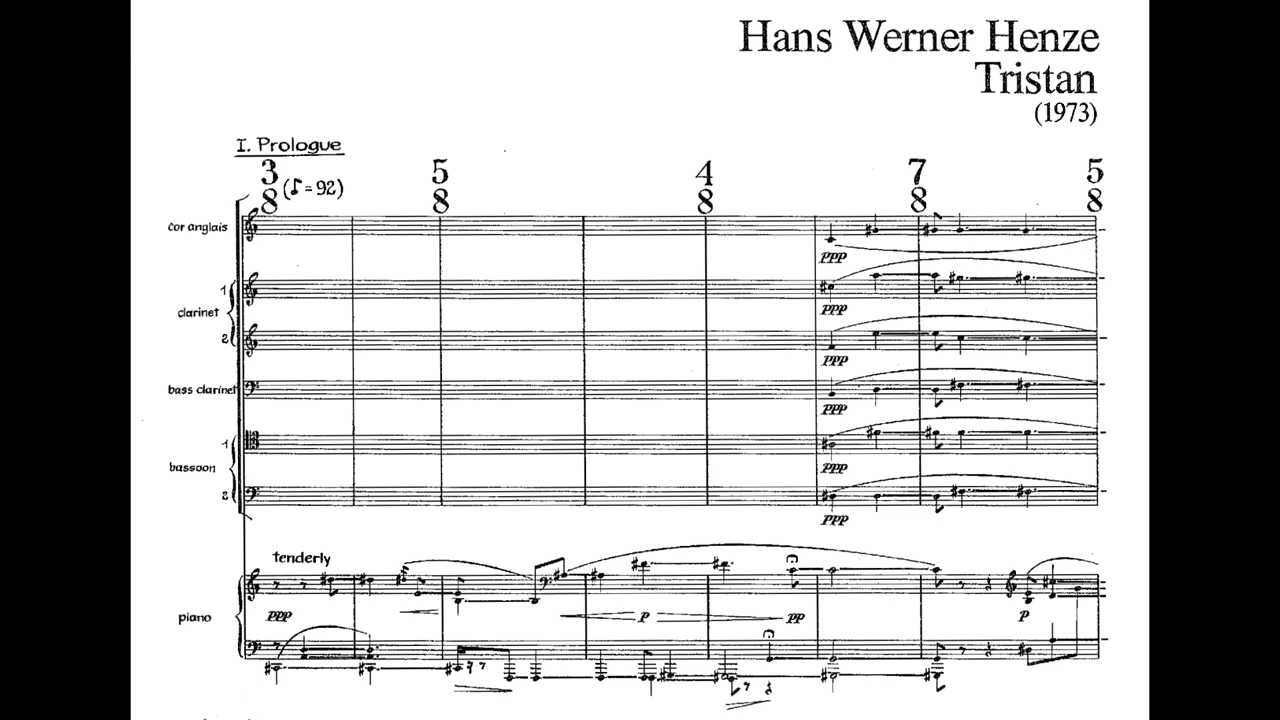 Hans Werner Henze
Tristan
(1973)
I. Prologue
3 5 4 7 5
8 (♪=92) 8 8 8 8
cor anglais
ppp
1
ppp
clarinet
2
ppp
bass clarinet
ppp
1
ppp
bassoon
2
ppp
tenderly
piano
ppp p pp p